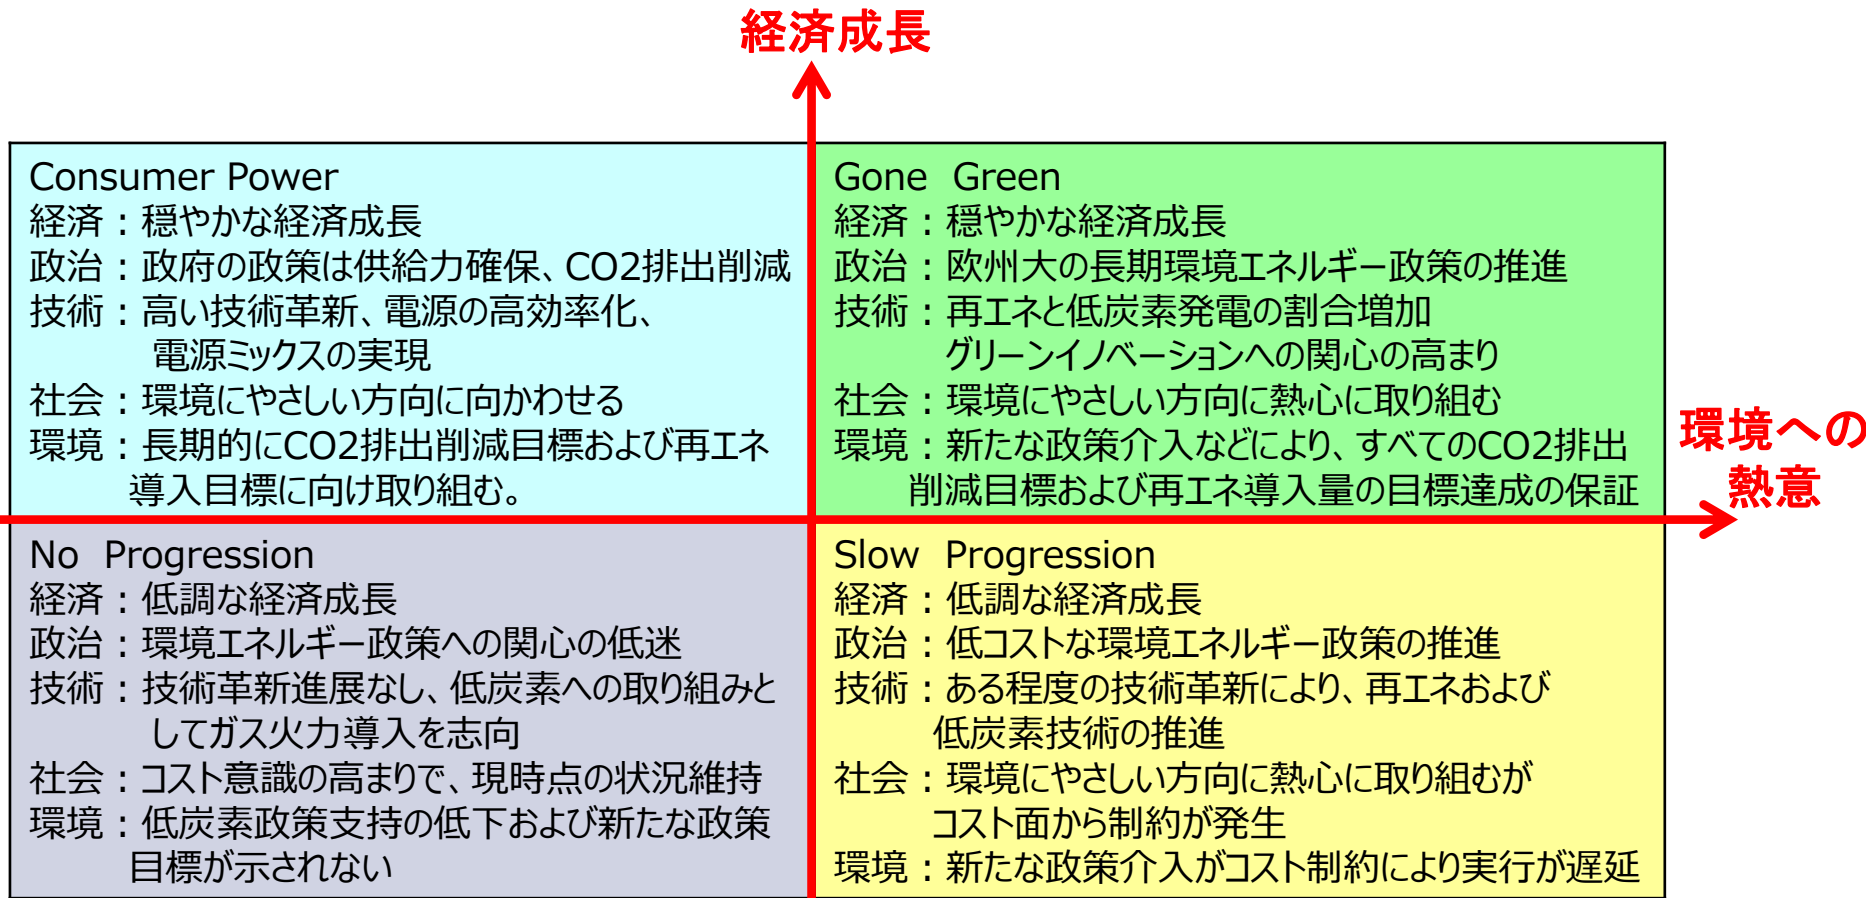 経済成長
Consumer Power
経済：穏やかな経済成長
政治：政府の政策は供給力確保、CO2排出削減
技術：高い技術革新、電源の高効率化、
電源ミックスの実現
社会：環境にやさしい方向に向かわせる
環境：長期的にCO2排出削減目標および再エネ
導入目標に向け取り組む。
Gone Green
経済：穏やかな経済成長
政治：欧州大の長期環境エネルギー政策の推進
技術：再エネと低炭素発電の割合増加
グリーンイノベーションへの関心の高まり
社会：環境にやさしい方向に熱心に取り組む
環境：新たな政策介入などにより、すべてのCO2排出
削減目標および再エネ導入量の目標達成の保証
環境への
熱意
No Progression
経済：低調な経済成長
政治：環境エネルギー政策への関心の低迷
技術：技術革新進展なし、低炭素への取り組みと
してガス火力導入を志向
社会：コスト意識の高まりで、現時点の状況維持
環境：低炭素政策支持の低下および新たな政策
目標が示されない
Slow Progression
経済：低調な経済成長
政治：低コストな環境エネルギー政策の推進
技術：ある程度の技術革新により、再エネおよび
低炭素技術の推進
社会：環境にやさしい方向に熱心に取り組むが
コスト面から制約が発生
環境：新たな政策介入がコスト制約により実行が遅延